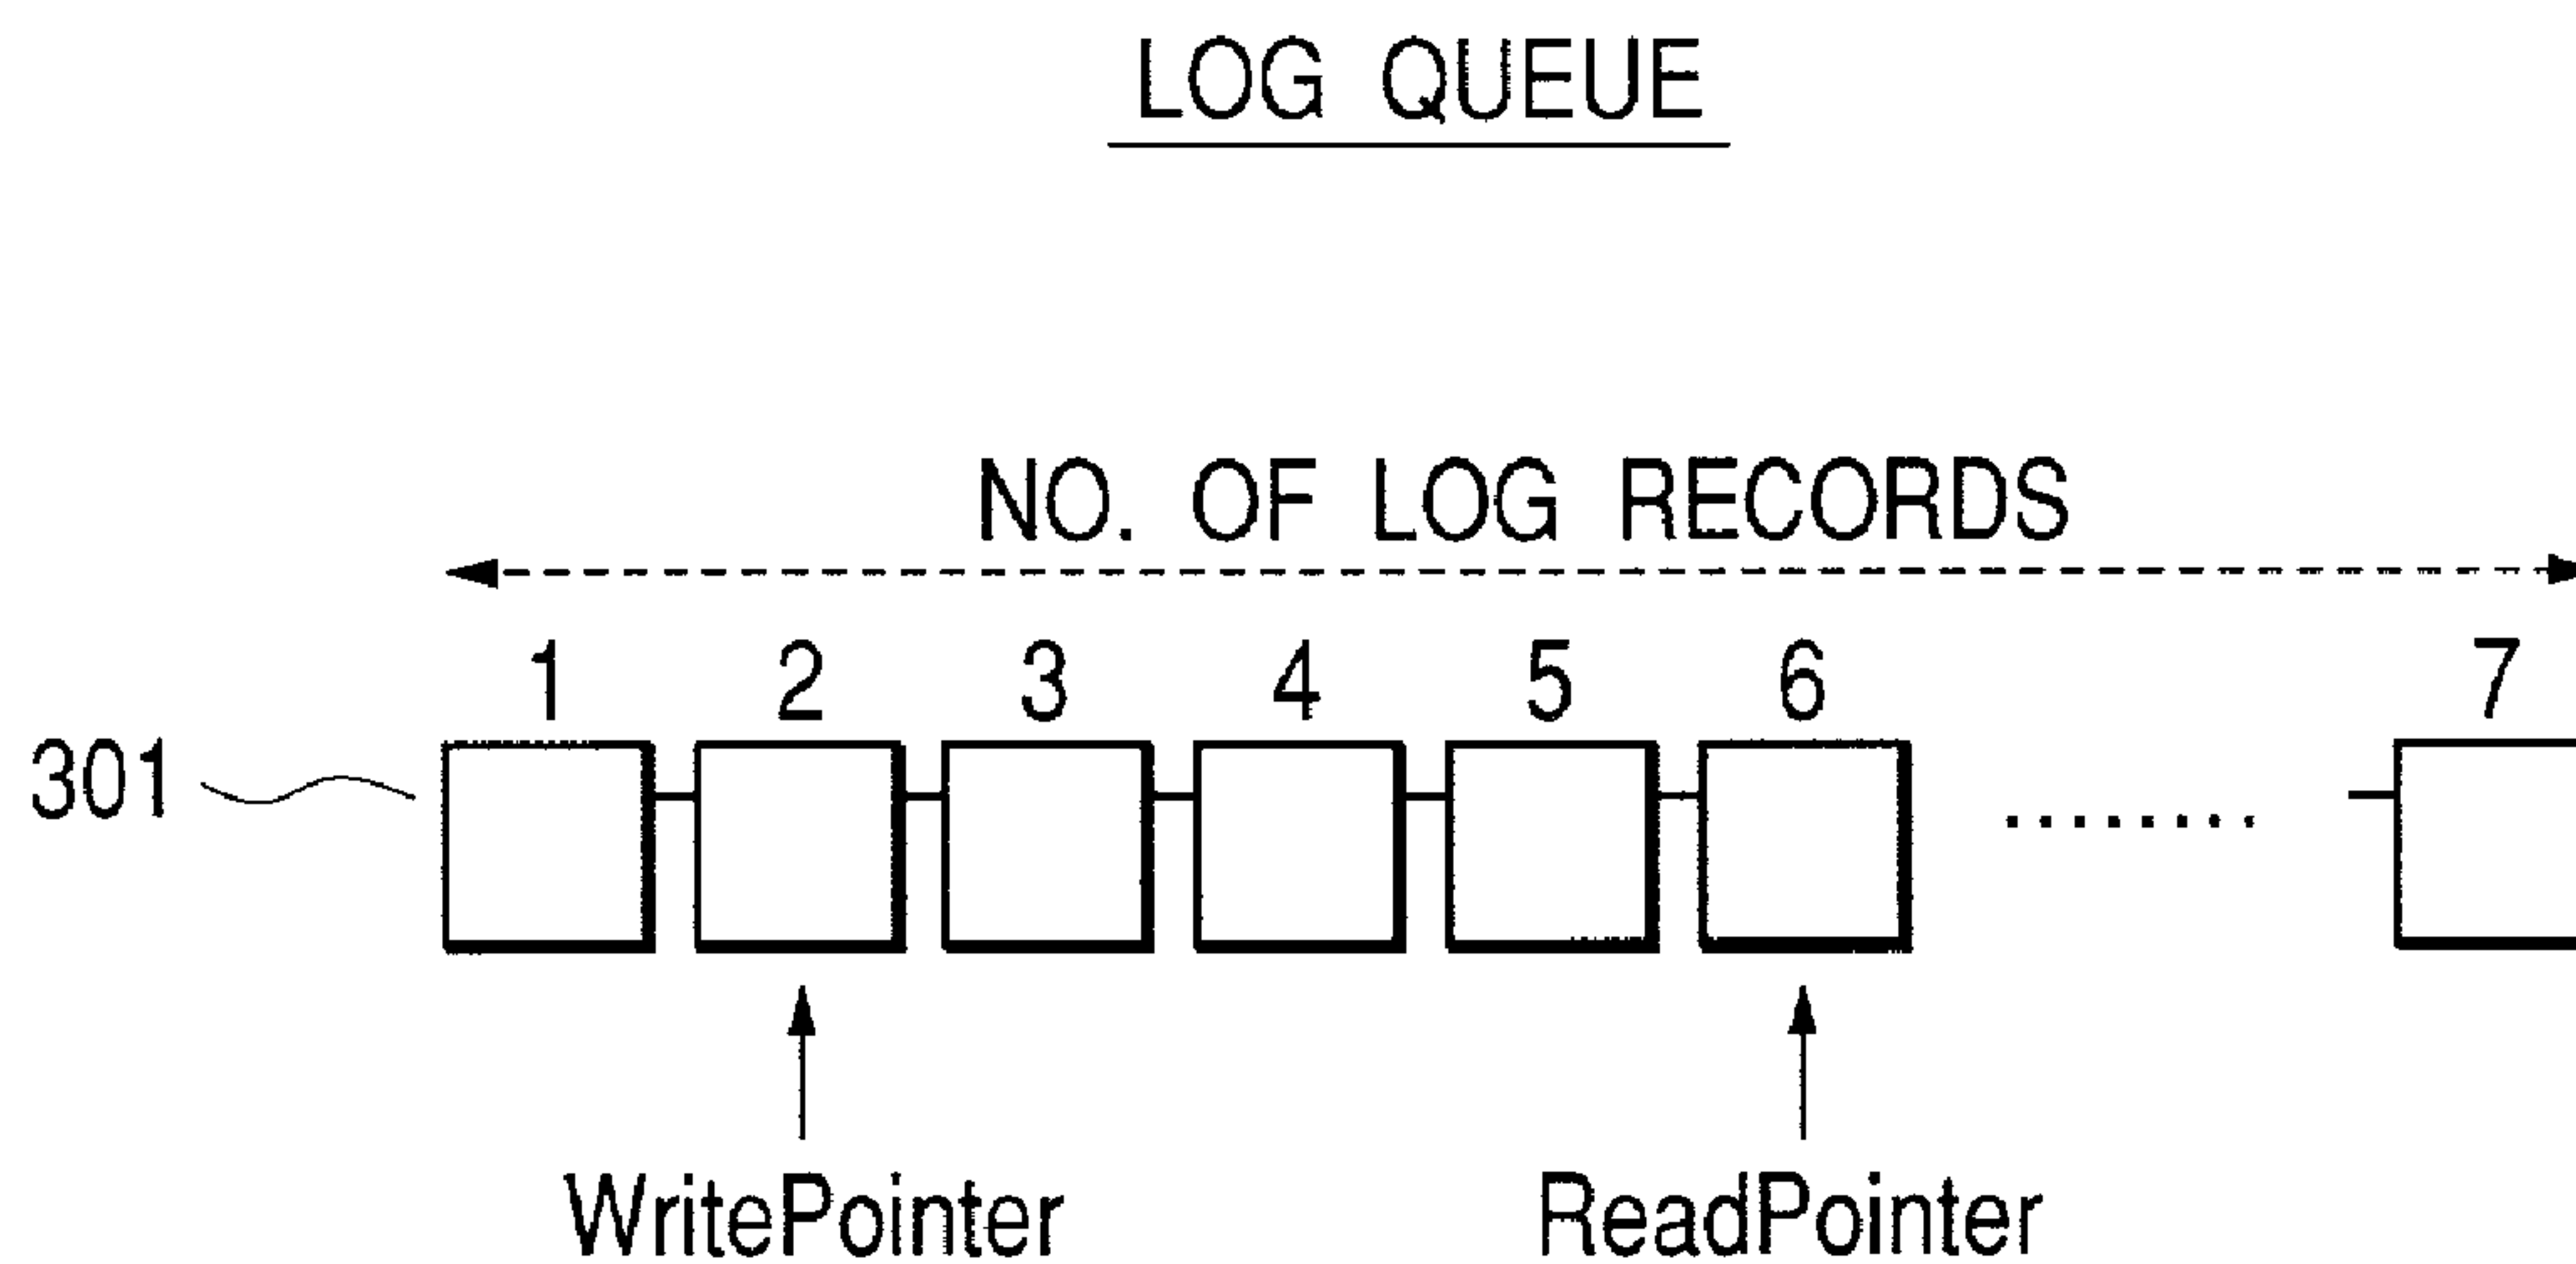 LOG QUEUE
NO. OF LOG RECORDS
1 2 3 4 5 6 7
301
WritePointer ReadPointer